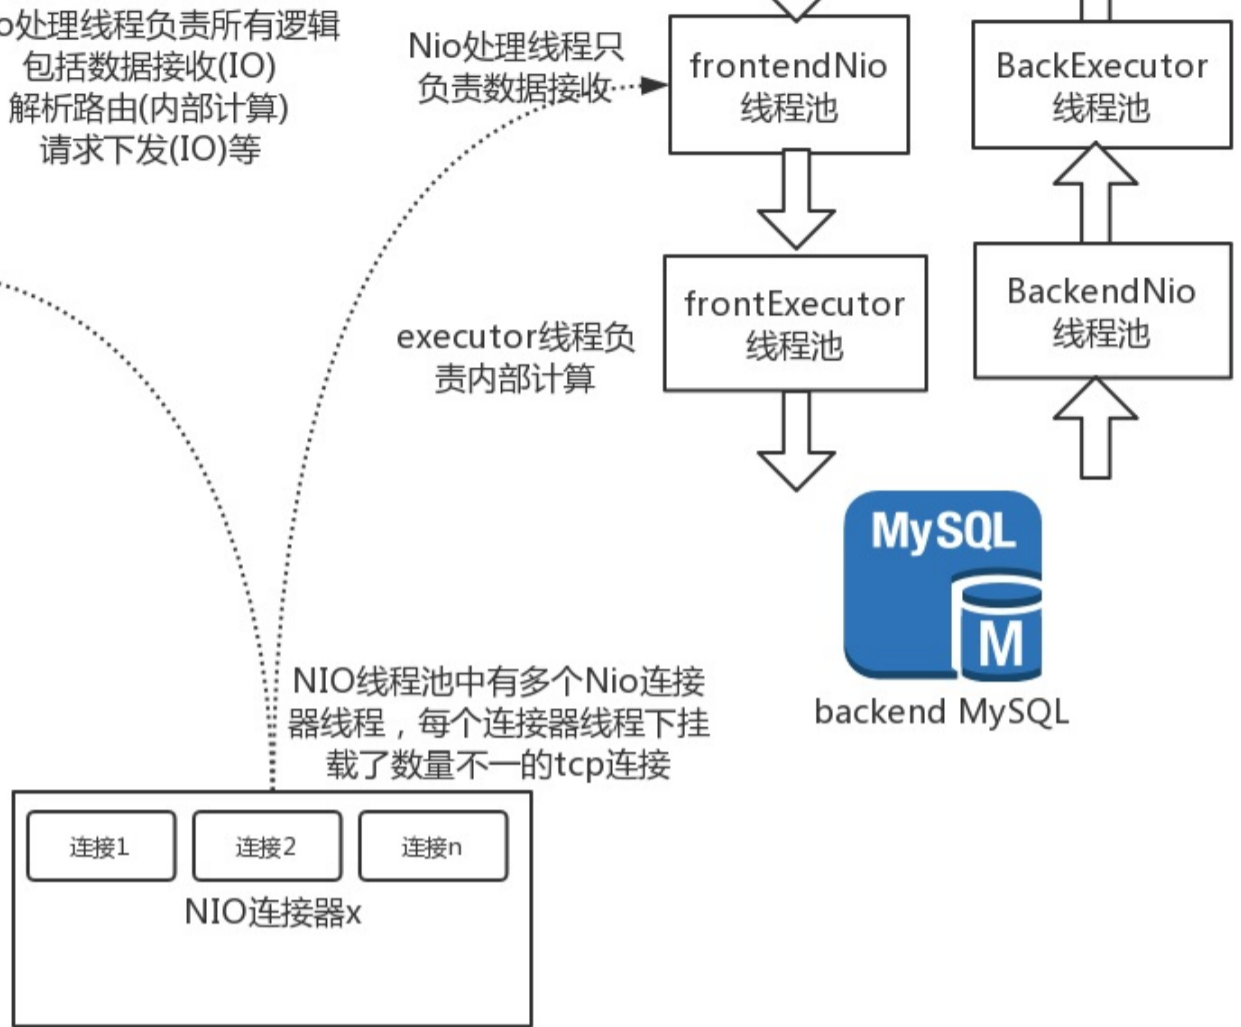 o处理线程负责所有逻辑
包括数据接收(IO)
解析路由(内部计算)
请求下发(IO)等
Nio处理线程只
负责数据接收
frontendNio
线程池
BackExecutor
线程池
executor线程负
责内部计算
frontExecutor
线程池
BackendNio
线程池
MySQL
M
backend MySQL
NIO线程池中有多个Nio连接
器线程，每个连接器线程下挂
载了数量不一的tcp连接
连接1
连接2
连接n
NIO连接器x